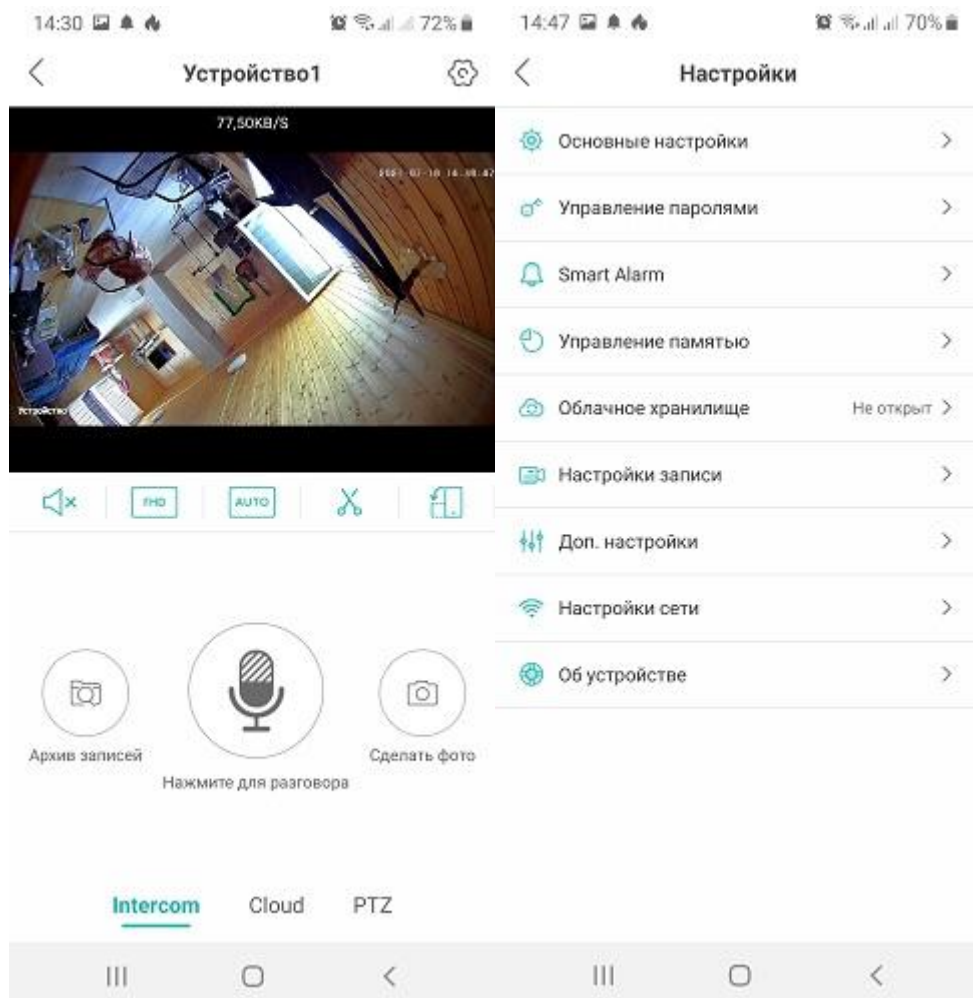 14:30 72%
Устройство1
77,50KB/S
Устройство
FHD
AUTO
Архив записей
Нажмите для разговора
Сделать фото
Intercom Cloud PTZ
14:47 70%
Настройки
Основные настройки
Управление паролями
Smart Alarm
Управление памятью
Облачное хранилище Не открыт
Настройки записи
Доп. настройки
Настройки сети
Об устройстве